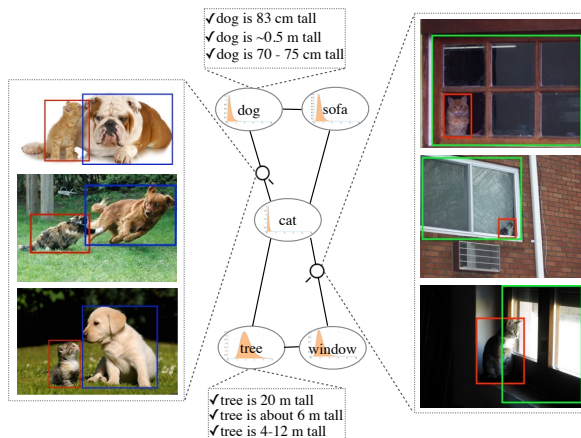 ✓dog is 83 cm tall
✓dog is ~0.5 m tall
✓dog is 70 - 75 cm tall
dog
sofa
cat
tree
window
✓tree is 20 m tall
✓tree is about 6 m tall
✓tree is 4-12 m tall